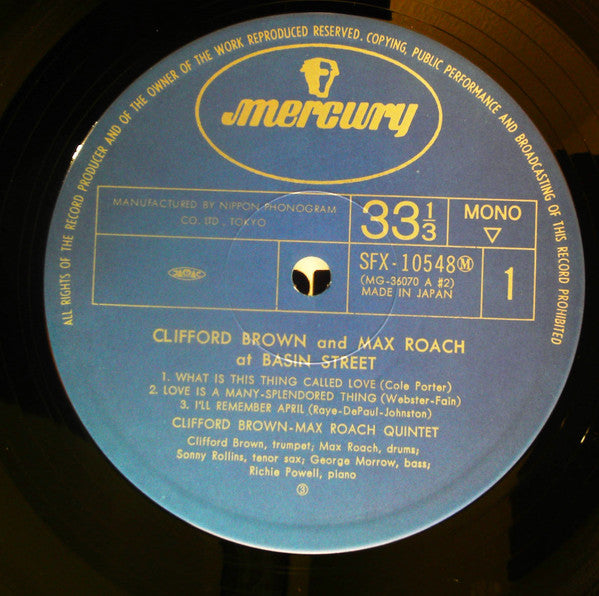 ALL RIGHTS OF THE RECORD PRODUCER AND OF THE OWNER OF THE WORK REPRODUCED RESERVED. COPYING, PUBLIC PERFORMANCE AND BROADCASTING OF THIS RECORD PROHIBITED
mercury
MANUFACTURED BY NIPPON PHONOGRAM
CO. LTD., TOKYO
33 1/3
MONO
▽
SFX-10548Ⓜ
(MG-36070 A #2)
MADE IN JAPAN
1
CLIFFORD BROWN and MAX ROACH
at BASIN STREET
1. WHAT IS THIS THING CALLED LOVE (Cole Porter)
2. LOVE IS A MANY-SPLENDORED THING (Webster-Fain)
3. I'LL REMEMBER APRIL (Raye-DePaul-Johnston)
CLIFFORD BROWN-MAX ROACH QUINTET
Clifford Brown, trumpet; Max Roach, drums;
Sonny Rollins, tenor sax; George Morrow, bass;
Richie Powell, piano
③